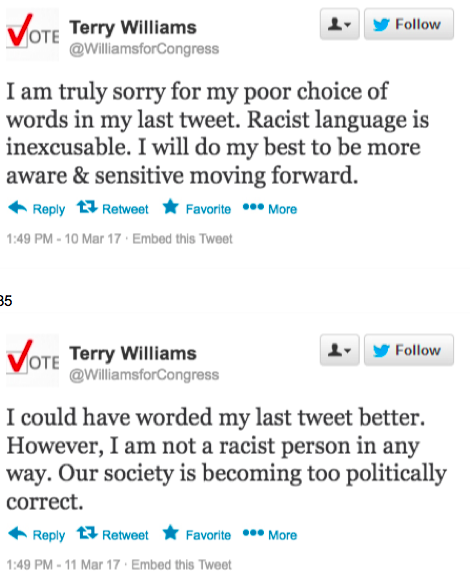 VOTE Terry Williams Follow
@WilliamsforCongress
I am truly sorry for my poor choice of
words in my last tweet. Racist language is
inexcusable. I will do my best to be more
aware & sensitive moving forward.
Reply Retweet Favorite More
1:49 PM - 10 Mar 17 · Embed this Tweet
35
VOTE Terry Williams Follow
@WilliamsforCongress
I could have worded my last tweet better.
However, I am not a racist person in any
way. Our society is becoming too politically
correct.
Reply Retweet Favorite More
1:49 PM - 11 Mar 17 · Embed this Tweet